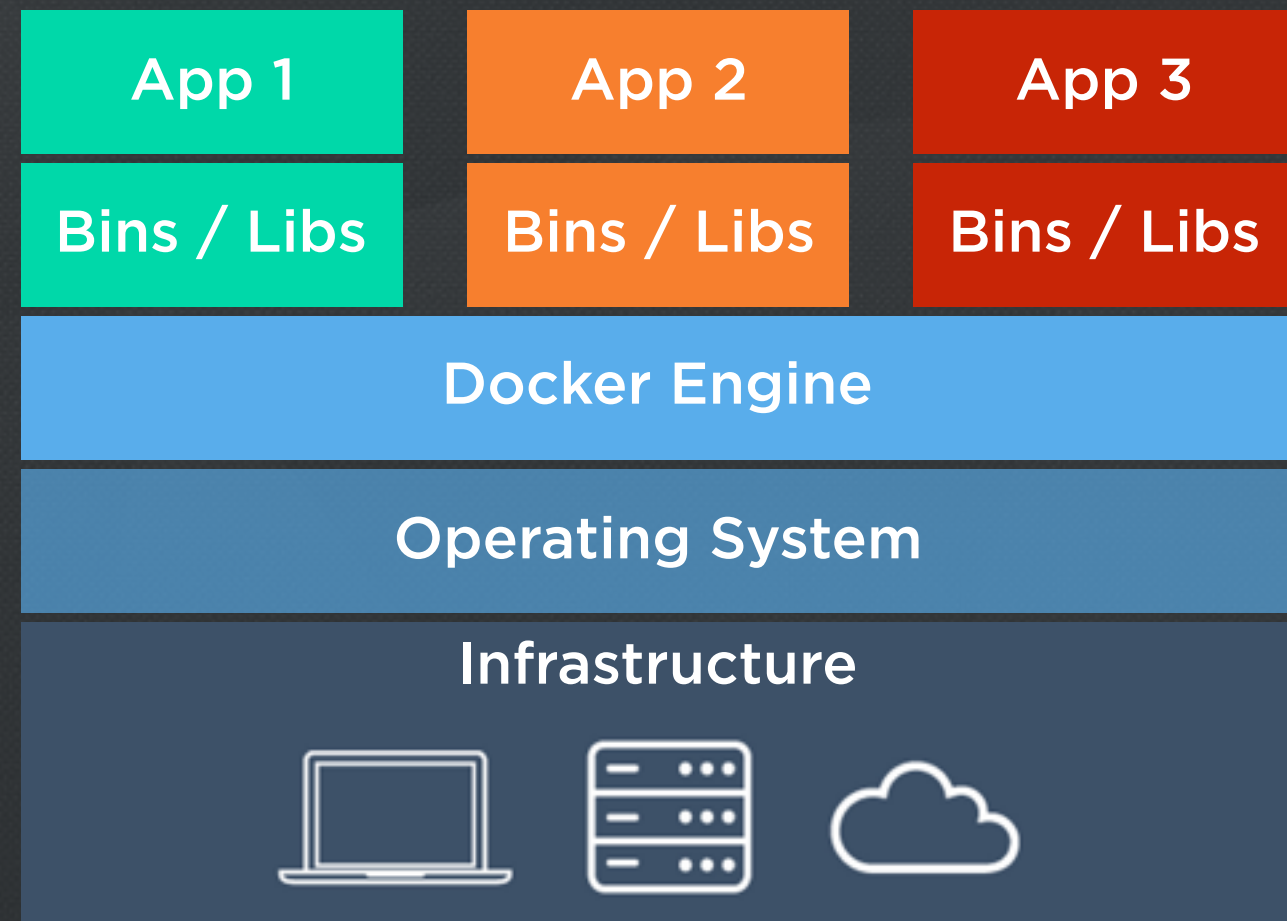 App 1
App 2
App 3
Bins / Libs
Bins / Libs
Bins / Libs
Docker Engine
Operating System
Infrastructure